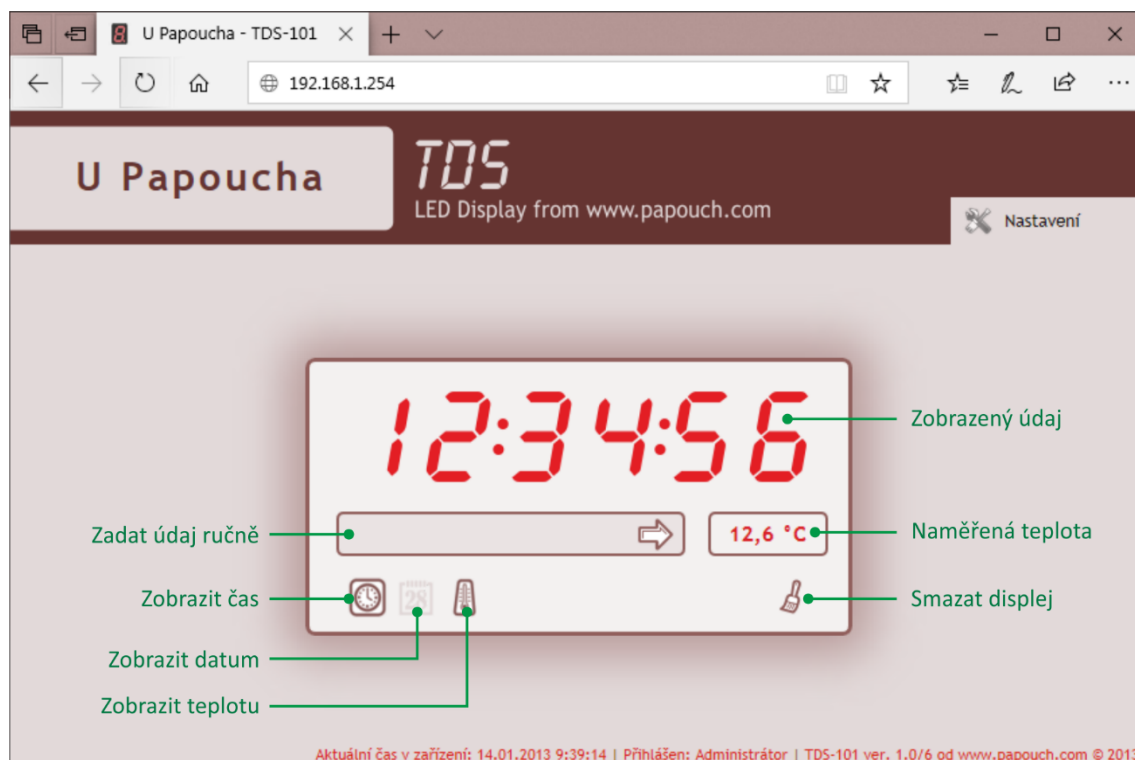 U Papoucha - TDS-101
192.168.1.254
U Papoucha
TDS
LED Display from www.papouch.com
Nastavení
12:34:56
Zobrazený údaj
Zadat údaj ručně
12,6 °C
Naměřená teplota
Zobrazit čas
28
Smazat displej
Zobrazit datum
Zobrazit teplotu
Aktuální čas v zařízení: 14.01.2013 9:39:14 | Přihlášen: Administrátor | TDS-101 ver. 1.0/6 od www.papouch.com © 2013